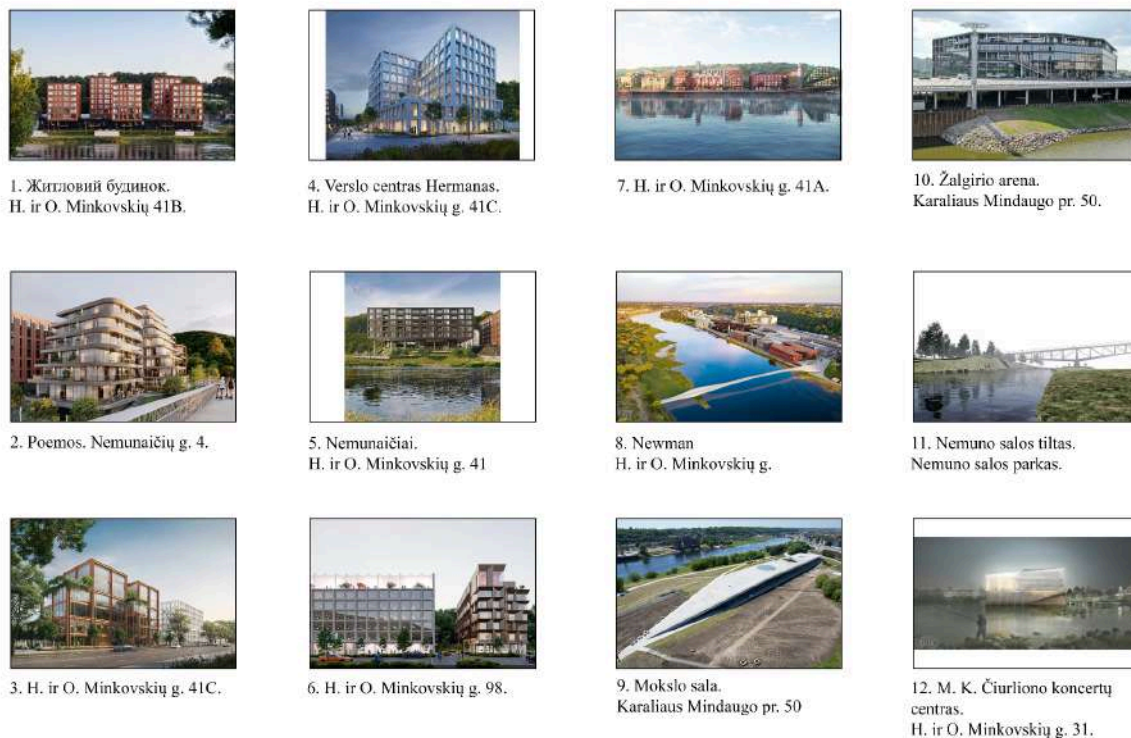 1. Житловий будинок.
H. ir O. Minkovskių 41B.
4. Verslo centras Hermanas.
H. ir O. Minkovskių g. 41C.
7. H. ir O. Minkovskių g. 41A.
10. Žalgirio arena.
Karaliaus Mindaugo pr. 50.
2. Poemos. Nemunaičių g. 4.
5. Nemunaičiai.
H. ir O. Minkovskių g. 41
8. Newman
H. ir O. Minkovskių g.
11. Nemuno salos tiltas.
Nemuno salos parkas.
3. H. ir O. Minkovskių g. 41C.
6. H. ir O. Minkovskių g. 98.
9. Mokslo sala.
Karaliaus Mindaugo pr. 50
12. M. K. Čiurliono koncertų
centras.
H. ir O. Minkovskių g. 31.